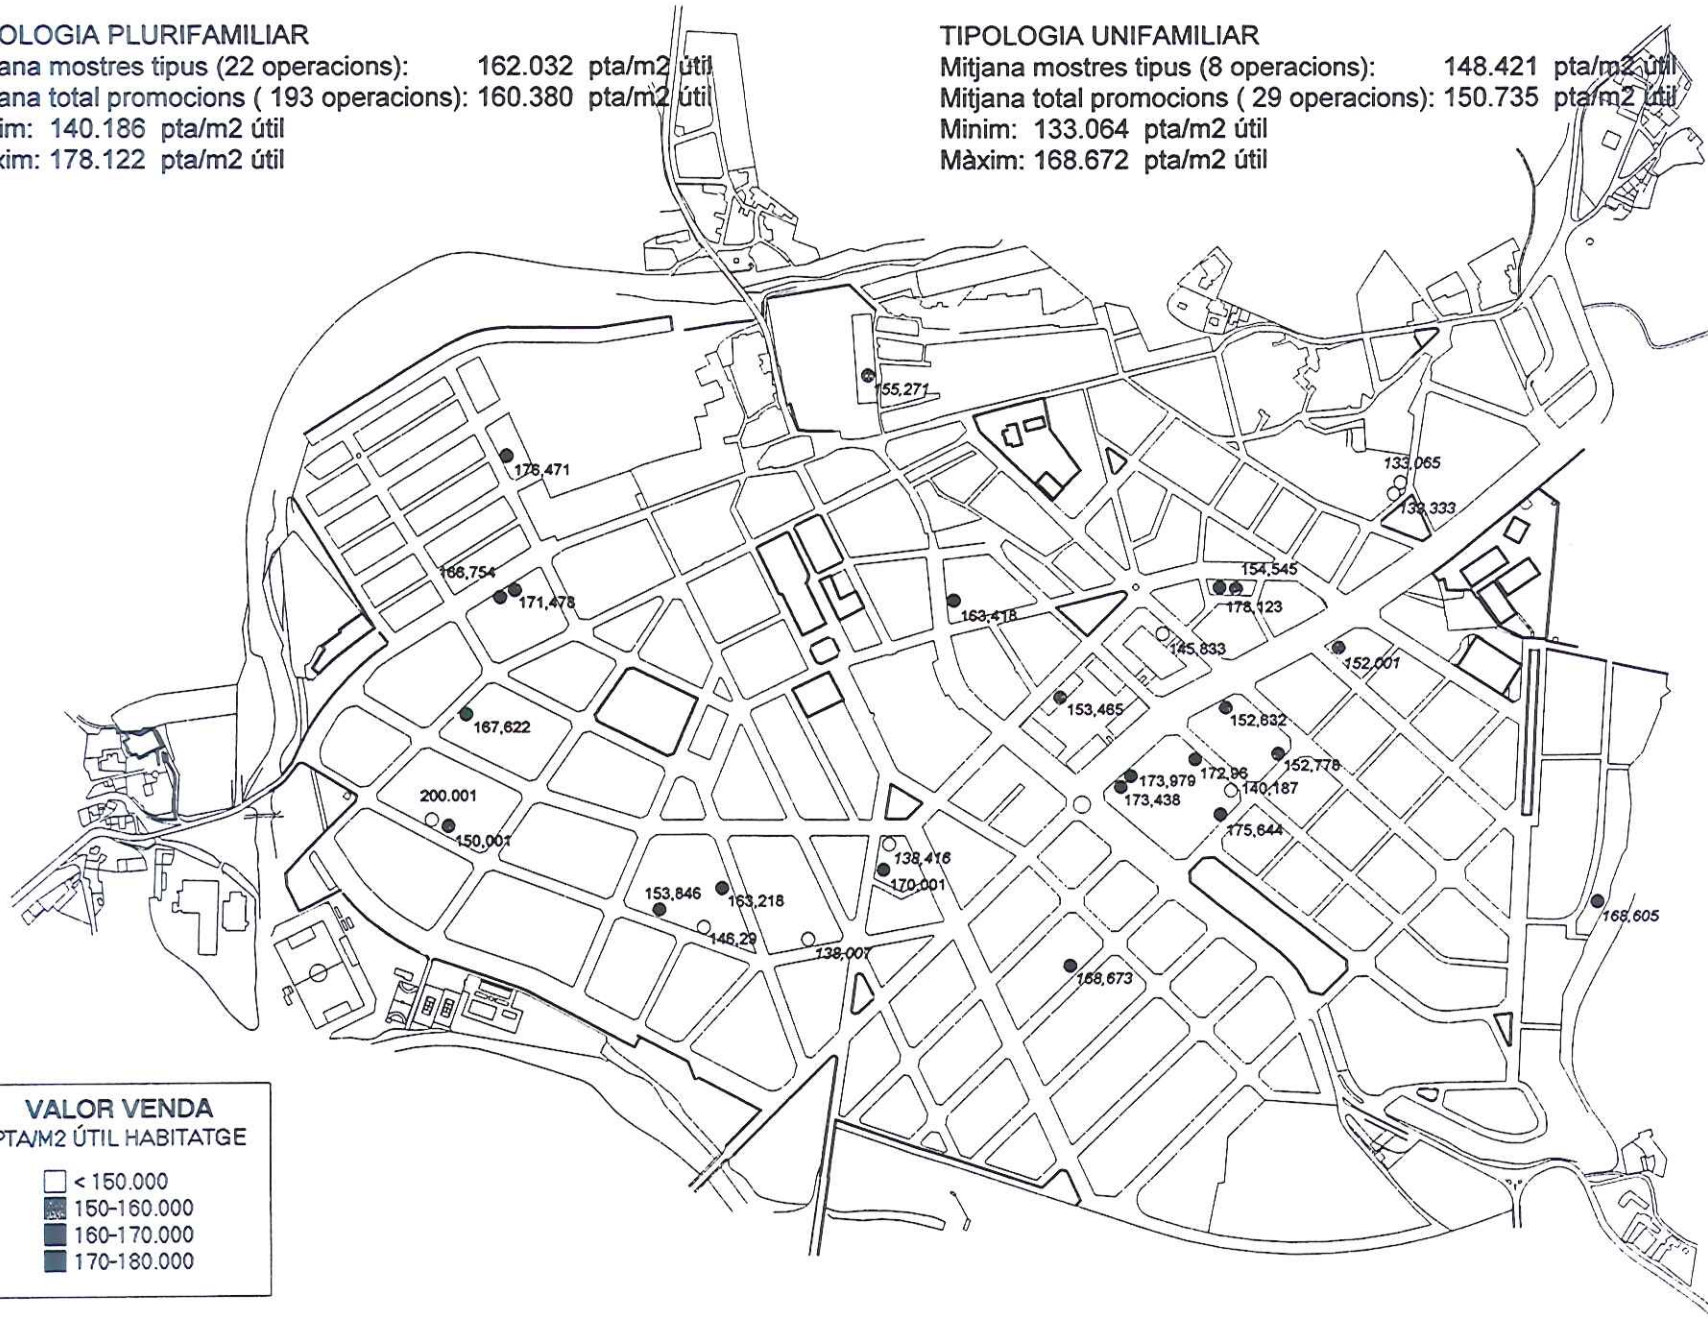 OLOGIA PLURIFAMILIAR
ana mostres tipus (22 operacions): 162.032 pta/m2 útil
ana total promocions ( 193 operacions): 160.380 pta/m2 útil
im: 140.186 pta/m2 útil
xim: 178.122 pta/m2 útil
TIPOLOGIA UNIFAMILIAR
Mitjana mostres tipus (8 operacions): 148.421 pta/m2 útil
Mitjana total promocions ( 29 operacions): 150.735 pta/m2 útil
Minim: 133.064 pta/m2 útil
Màxim: 168.672 pta/m2 útil
155,271
176,471
133,065
133,333
166,754
171,478
154,545
178,123
163,418
145,833
152,001
153,465
152,632
167,622
152,778
172,96
173,979
140,187
173,438
200.001
175,644
150,001
138,416
170,001
153,846
163,218
168,605
146,29
138,007
168,673
VALOR VENDA
PTA/M2 ÚTIL HABITATGE
< 150.000
150-160.000
160-170.000
170-180.000